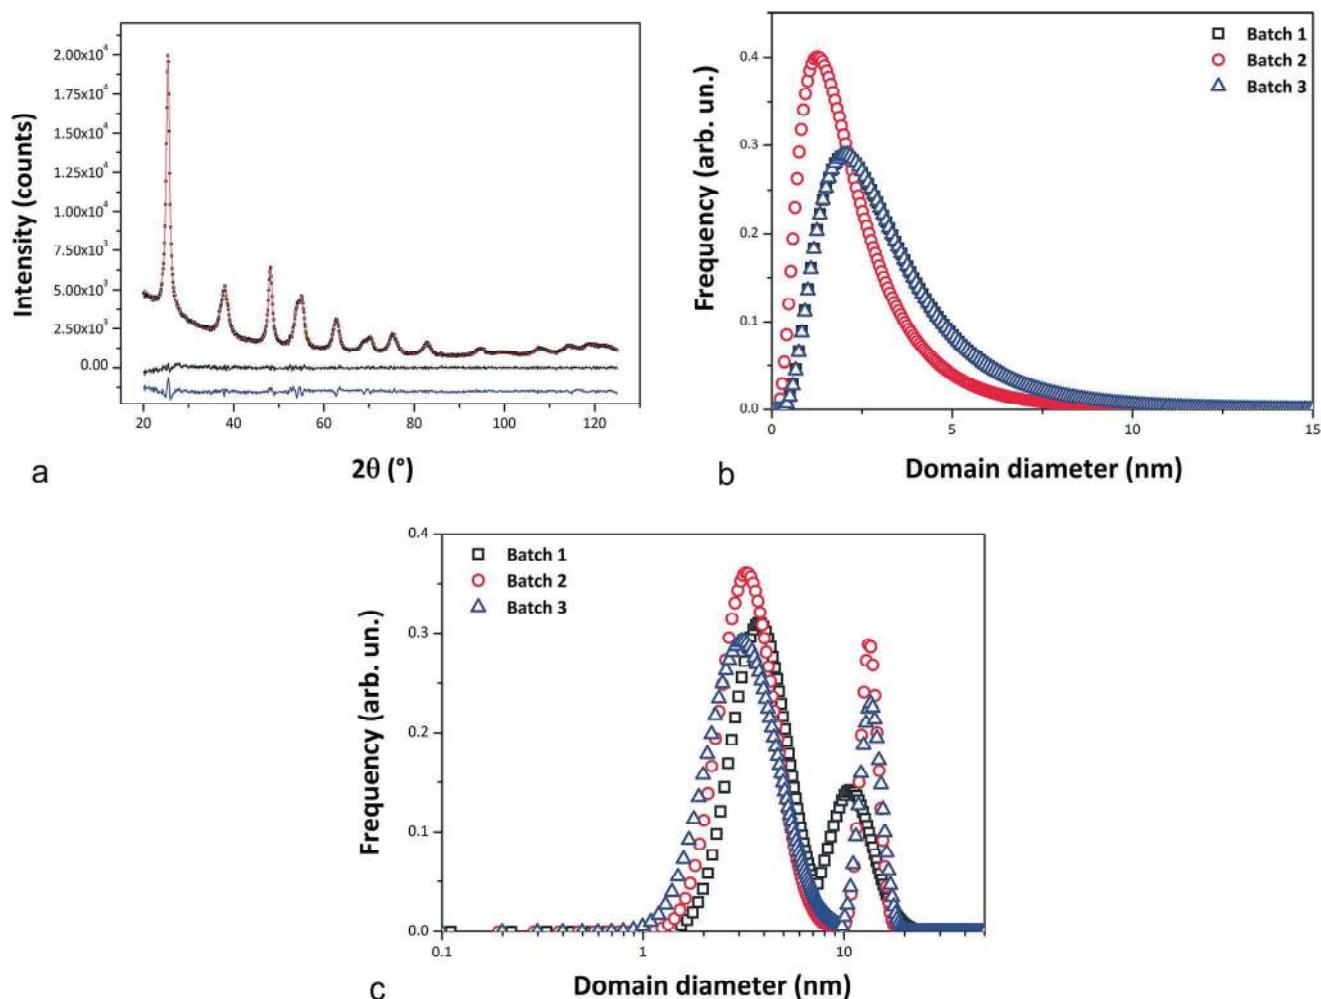 2.00x10⁴
1.75x10⁴
1.50x10⁴
1.25x10⁴
1.00x10⁴
7.50x10³
5.00x10³
2.50x10³
0.00
Intensity (counts)
20 40 60 80 100 120
2θ (°)
a
0.4
0.3
0.2
0.1
0.0
Frequency (arb. un.)
Batch 1
Batch 2
Batch 3
0 5 10 15
Domain diameter (nm)
b
0.4
0.3
0.2
0.1
0.0
Frequency (arb. un.)
Batch 1
Batch 2
Batch 3
0.1 1 10
Domain diameter (nm)
c